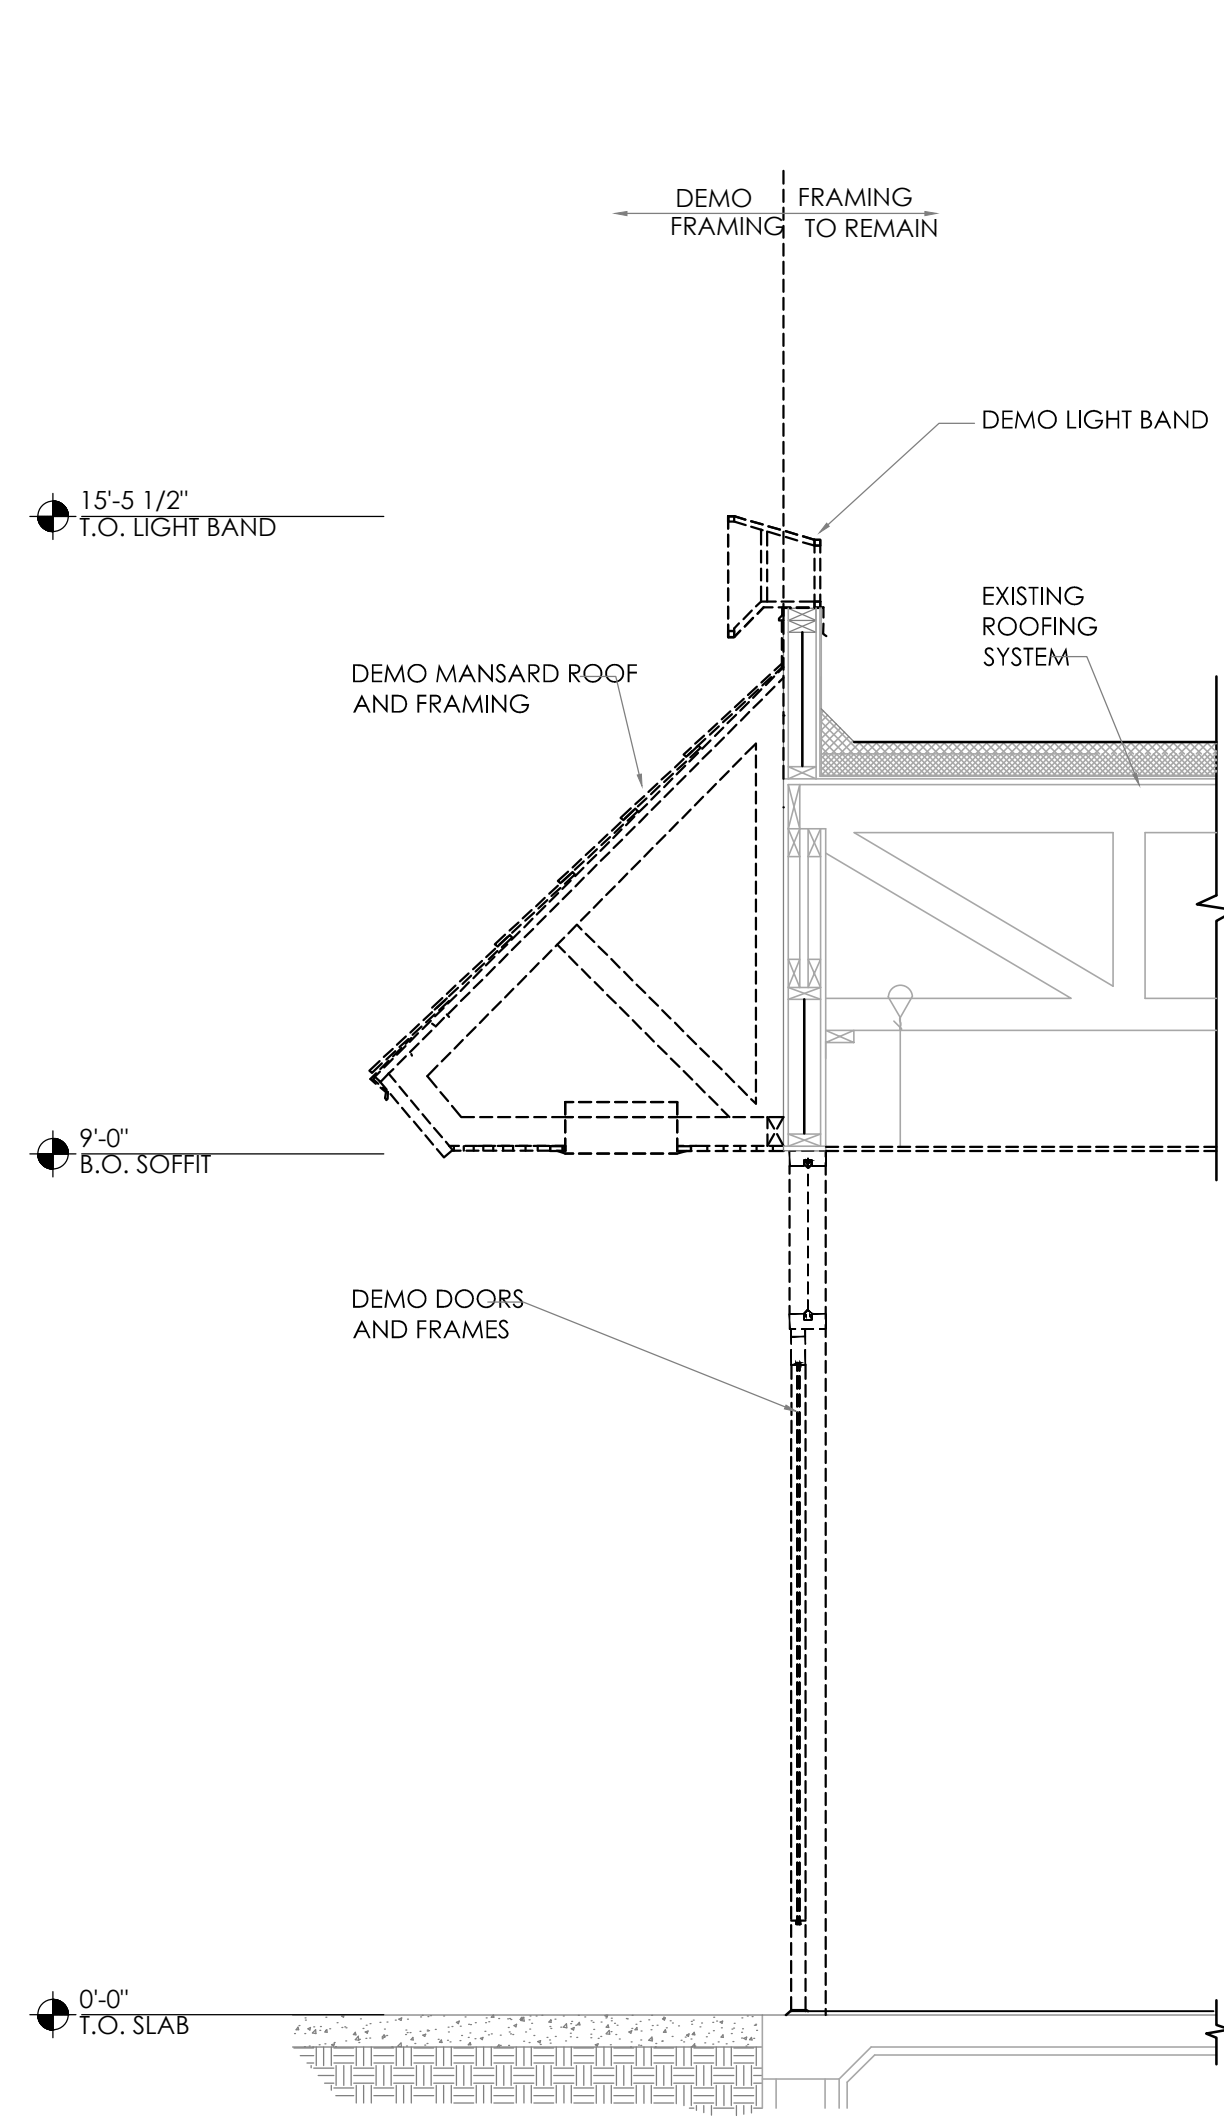 DEMO
FRAMING
FRAMING
TO REMAIN
DEMO LIGHT BAND
15'-5 1/2"
T.O. LIGHT BAND
EXISTING
ROOFING
SYSTEM
DEMO MANSARD ROOF
AND FRAMING
9'-0"
B.O. SOFFIT
DEMO DOORS
AND FRAMES
0'-0"
T.O. SLAB